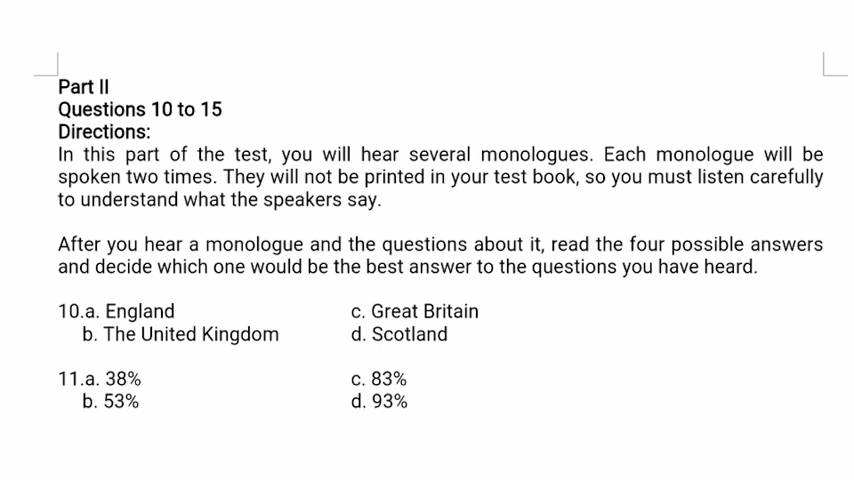 Part II
Questions 10 to 15
Directions:
In this part of the test, you will hear several monologues. Each monologue will be
spoken two times. They will not be printed in your test book, so you must listen carefully
to understand what the speakers say.
After you hear a monologue and the questions about it, read the four possible answers
and decide which one would be the best answer to the questions you have heard.
10.a. England c. Great Britain
b. The United Kingdom d. Scotland
11.a. 38% c. 83%
b. 53% d. 93%